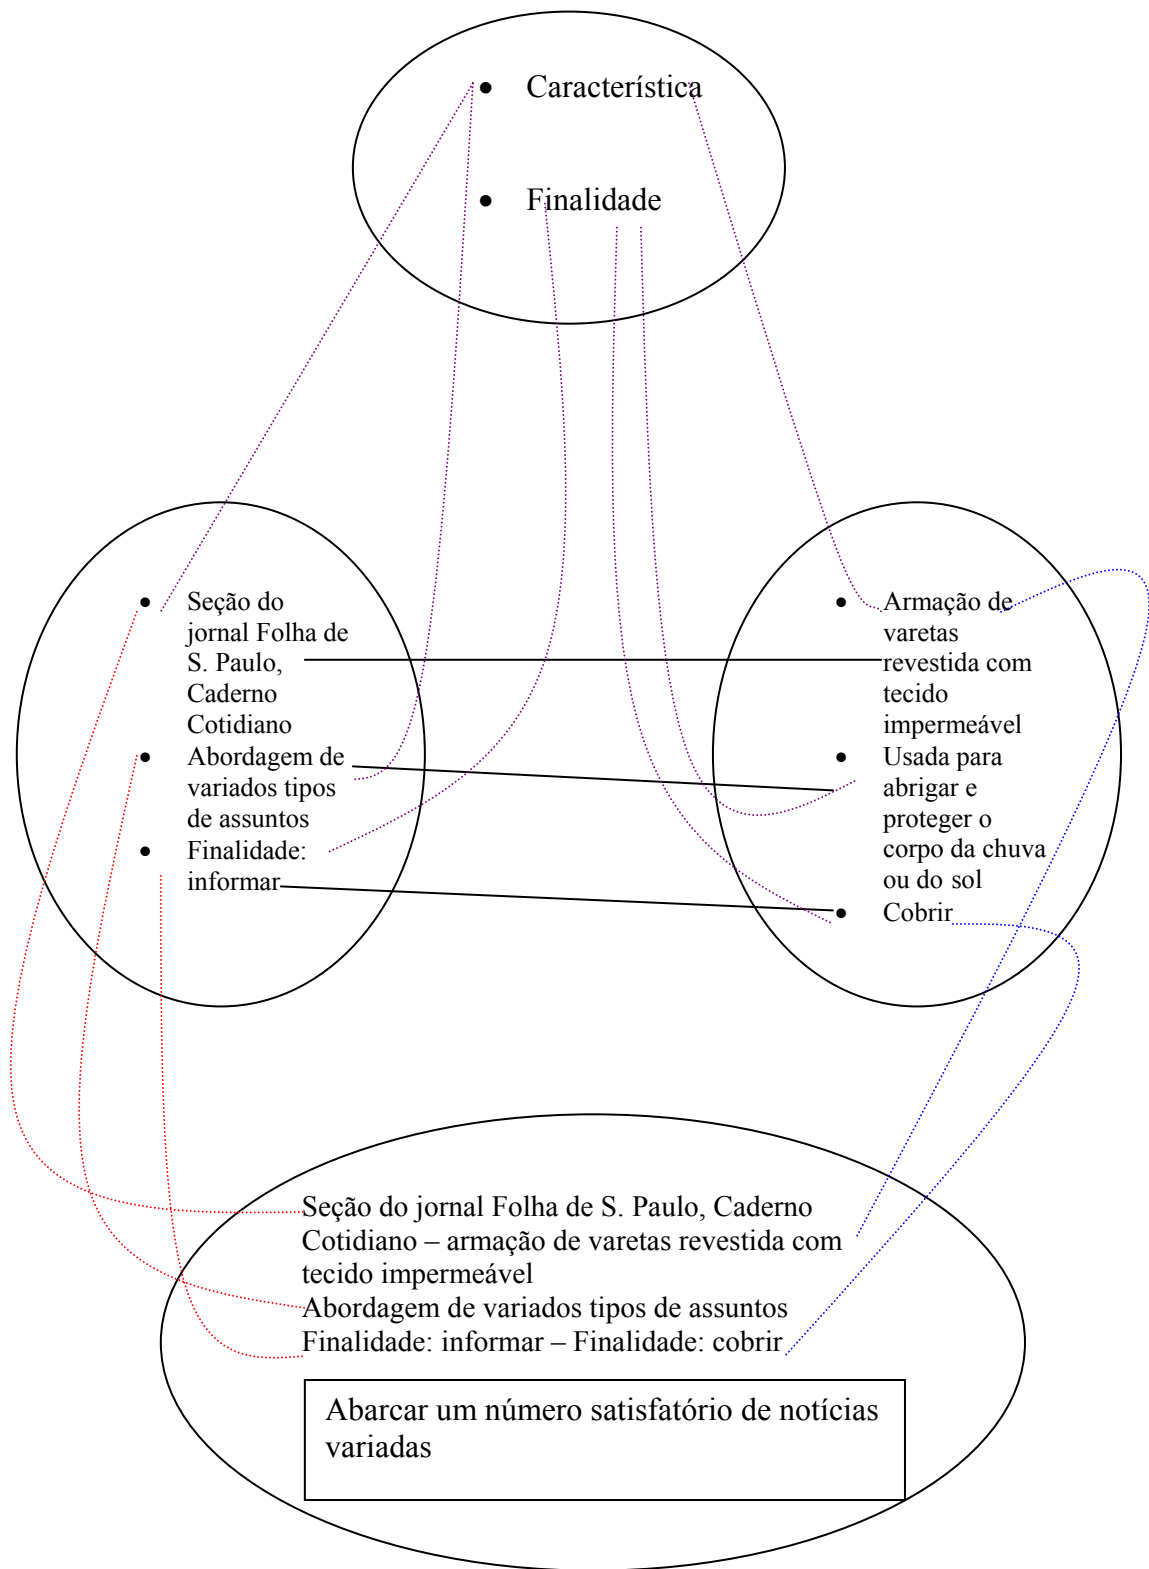 • Característica
• Finalidade
• Seção do
jornal Folha de
S. Paulo,
Caderno
Cotidiano
• Abordagem de
variados tipos
de assuntos
• Finalidade:
informar
• Armação de
varetas
revestida com
tecido
impermeável
• Usada para
abrigar e
proteger o
corpo da chuva
ou do sol
• Cobrir
Seção do jornal Folha de S. Paulo, Caderno
Cotidiano – armação de varetas revestida com
tecido impermeável
Abordagem de variados tipos de assuntos
Finalidade: informar – Finalidade: cobrir
Abarcar um número satisfatório de notícias
variadas